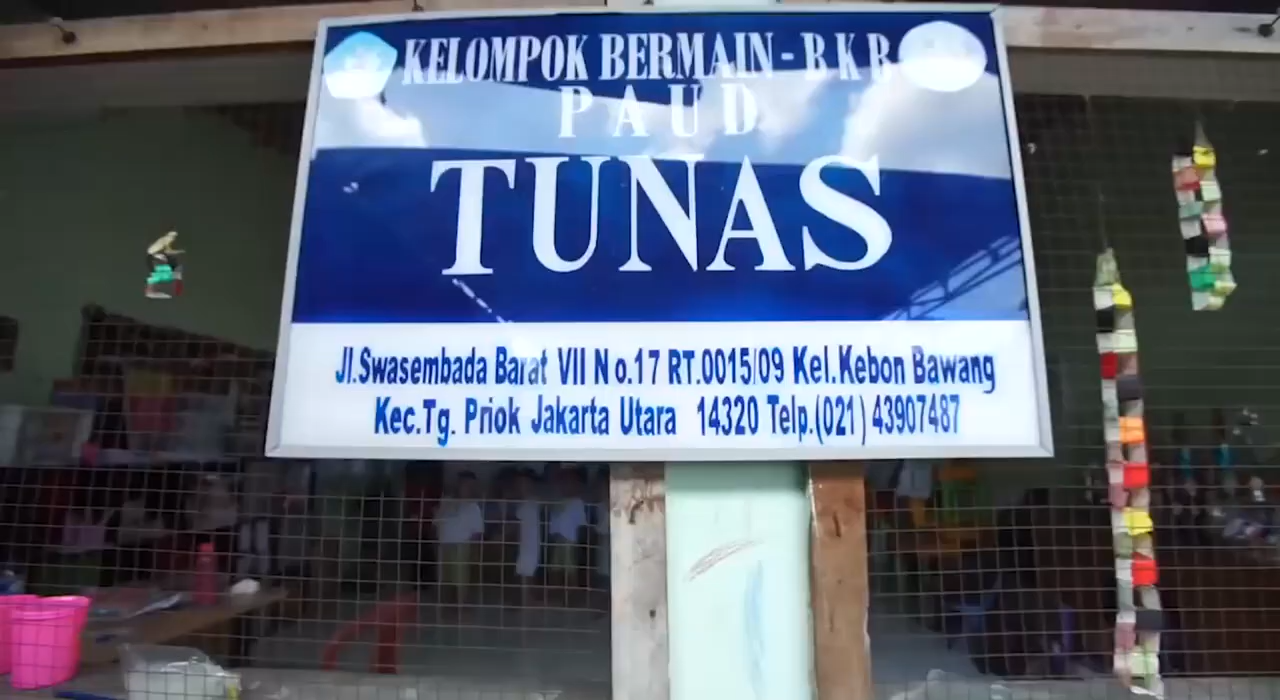 KELOMPOK BERMAIN - B K B
P A U D
TUNAS
Jl.Swasembada Barat VII N o.17 RT.0015/09 Kel.Kebon Bawang
Kec.Tg. Priok Jakarta Utara 14320 Telp.(021) 43907487